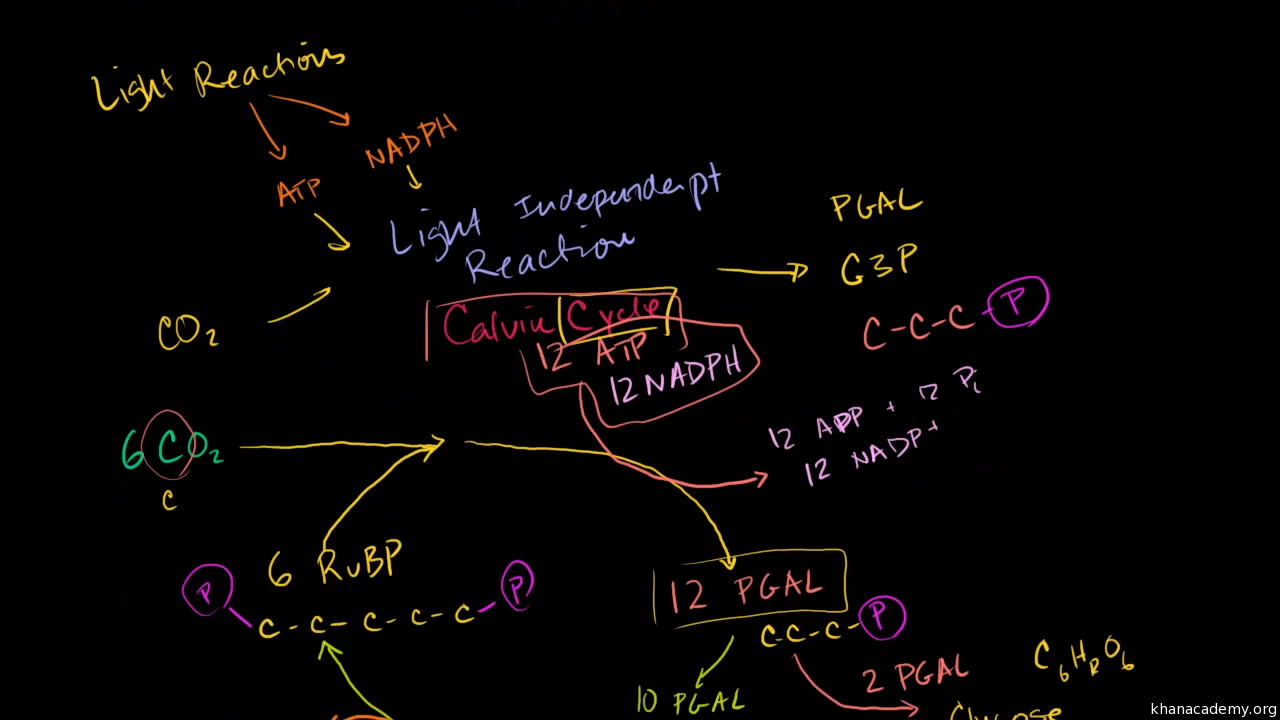 Light Reactions
ATP
NADPH
Light Independent
Reaction
Calvin Cycle
CO₂
PGAL
G3P
C-C-C-P
12 ATP
12 NADPH
12 ADP + 12 Pi
12 NADP+
6 CO₂
C
6 RuBP
P-C-C-C-C-C-P
12 PGAL
C-C-C-P
10 PGAL
2 PGAL
C₆H₁₂O₆
Glucose
khanacademy.org